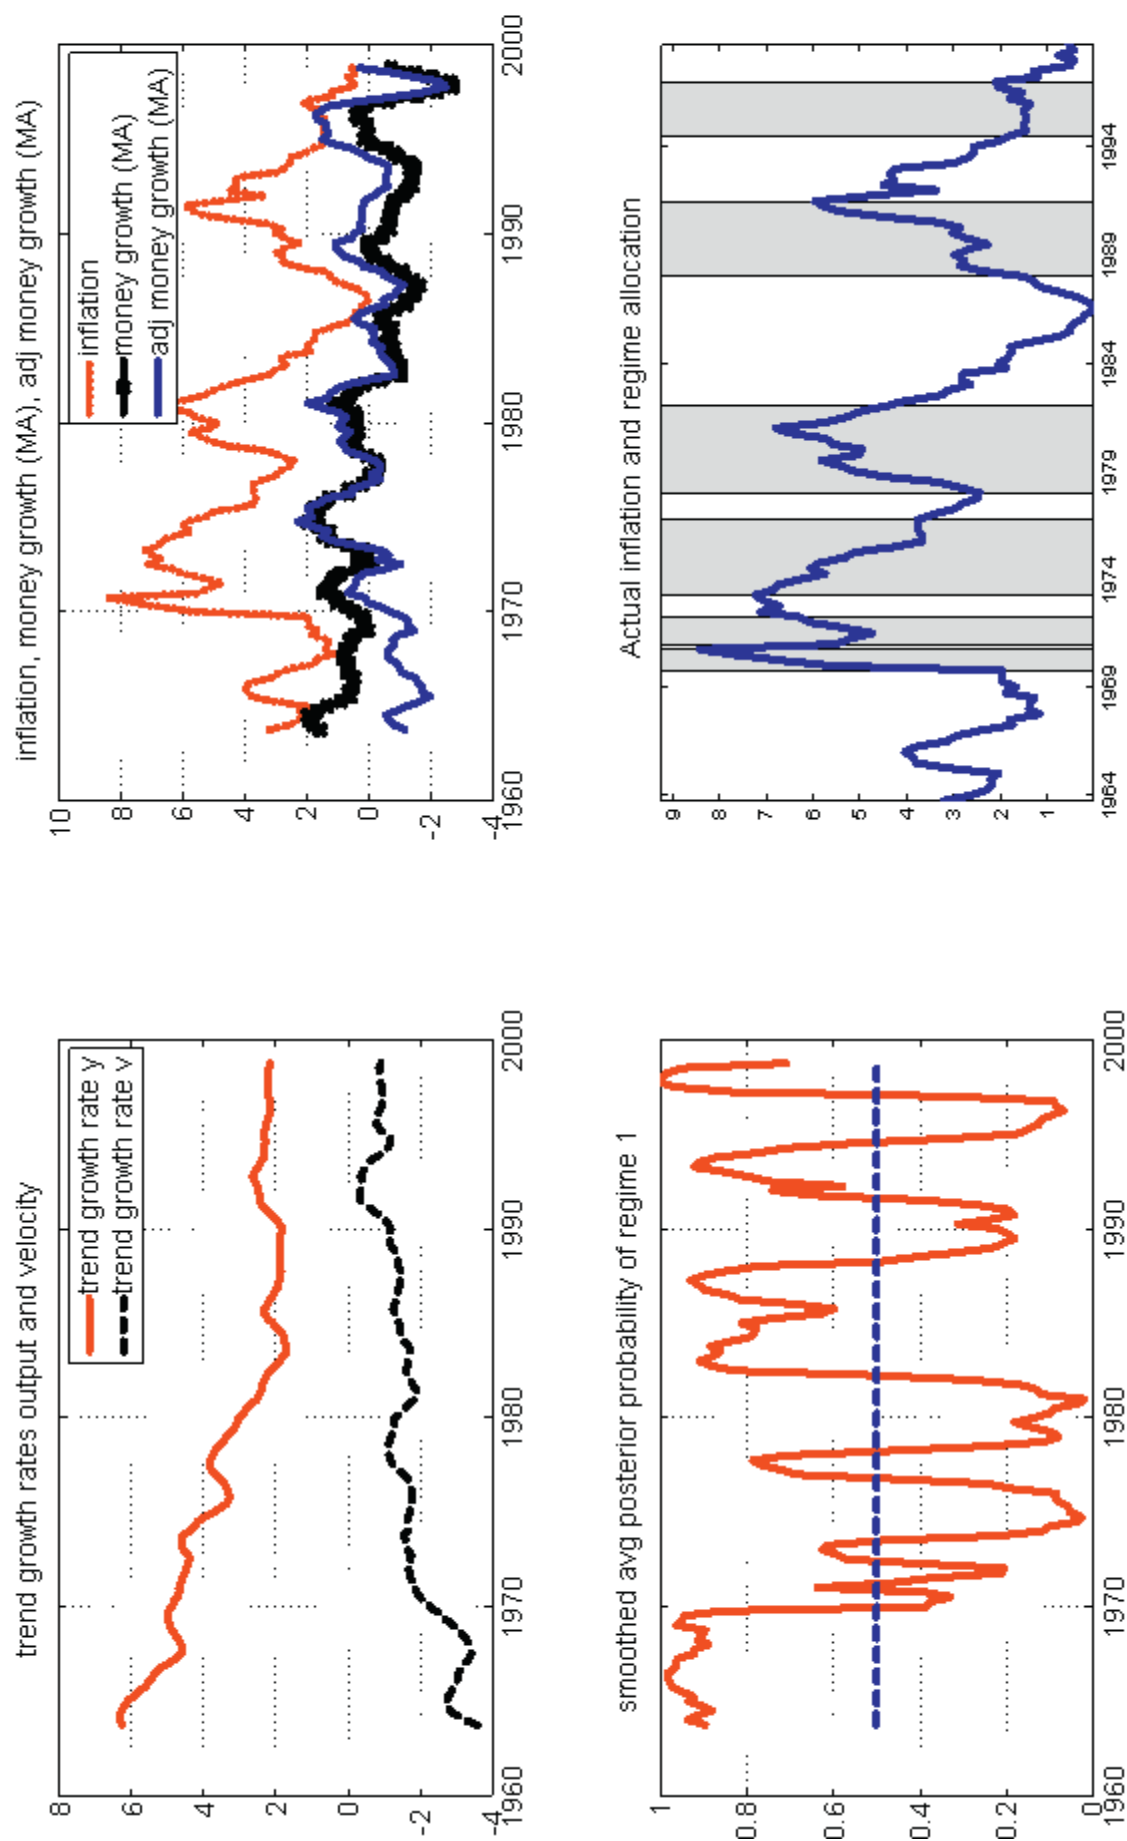 trend growth rates output and velocity
8
6
4
2
0
-2
-4
trend growth rate y
trend growth rate v
1960 1970 1980 1990 2000
inflation, money growth (MA), adj money growth (MA)
10
8
6
4
2
0
-2
-4
inflation
money growth (MA)
adj money growth (MA)
1960 1970 1980 1990 2000
smoothed avg posterior probability of regime 1
1
0.8
0.6
0.4
0.2
0
1960 1970 1980 1990 2000
Actual inflation and regime allocation
9
8
7
6
5
4
3
2
1
1964 1969 1974 1979 1984 1989 1994